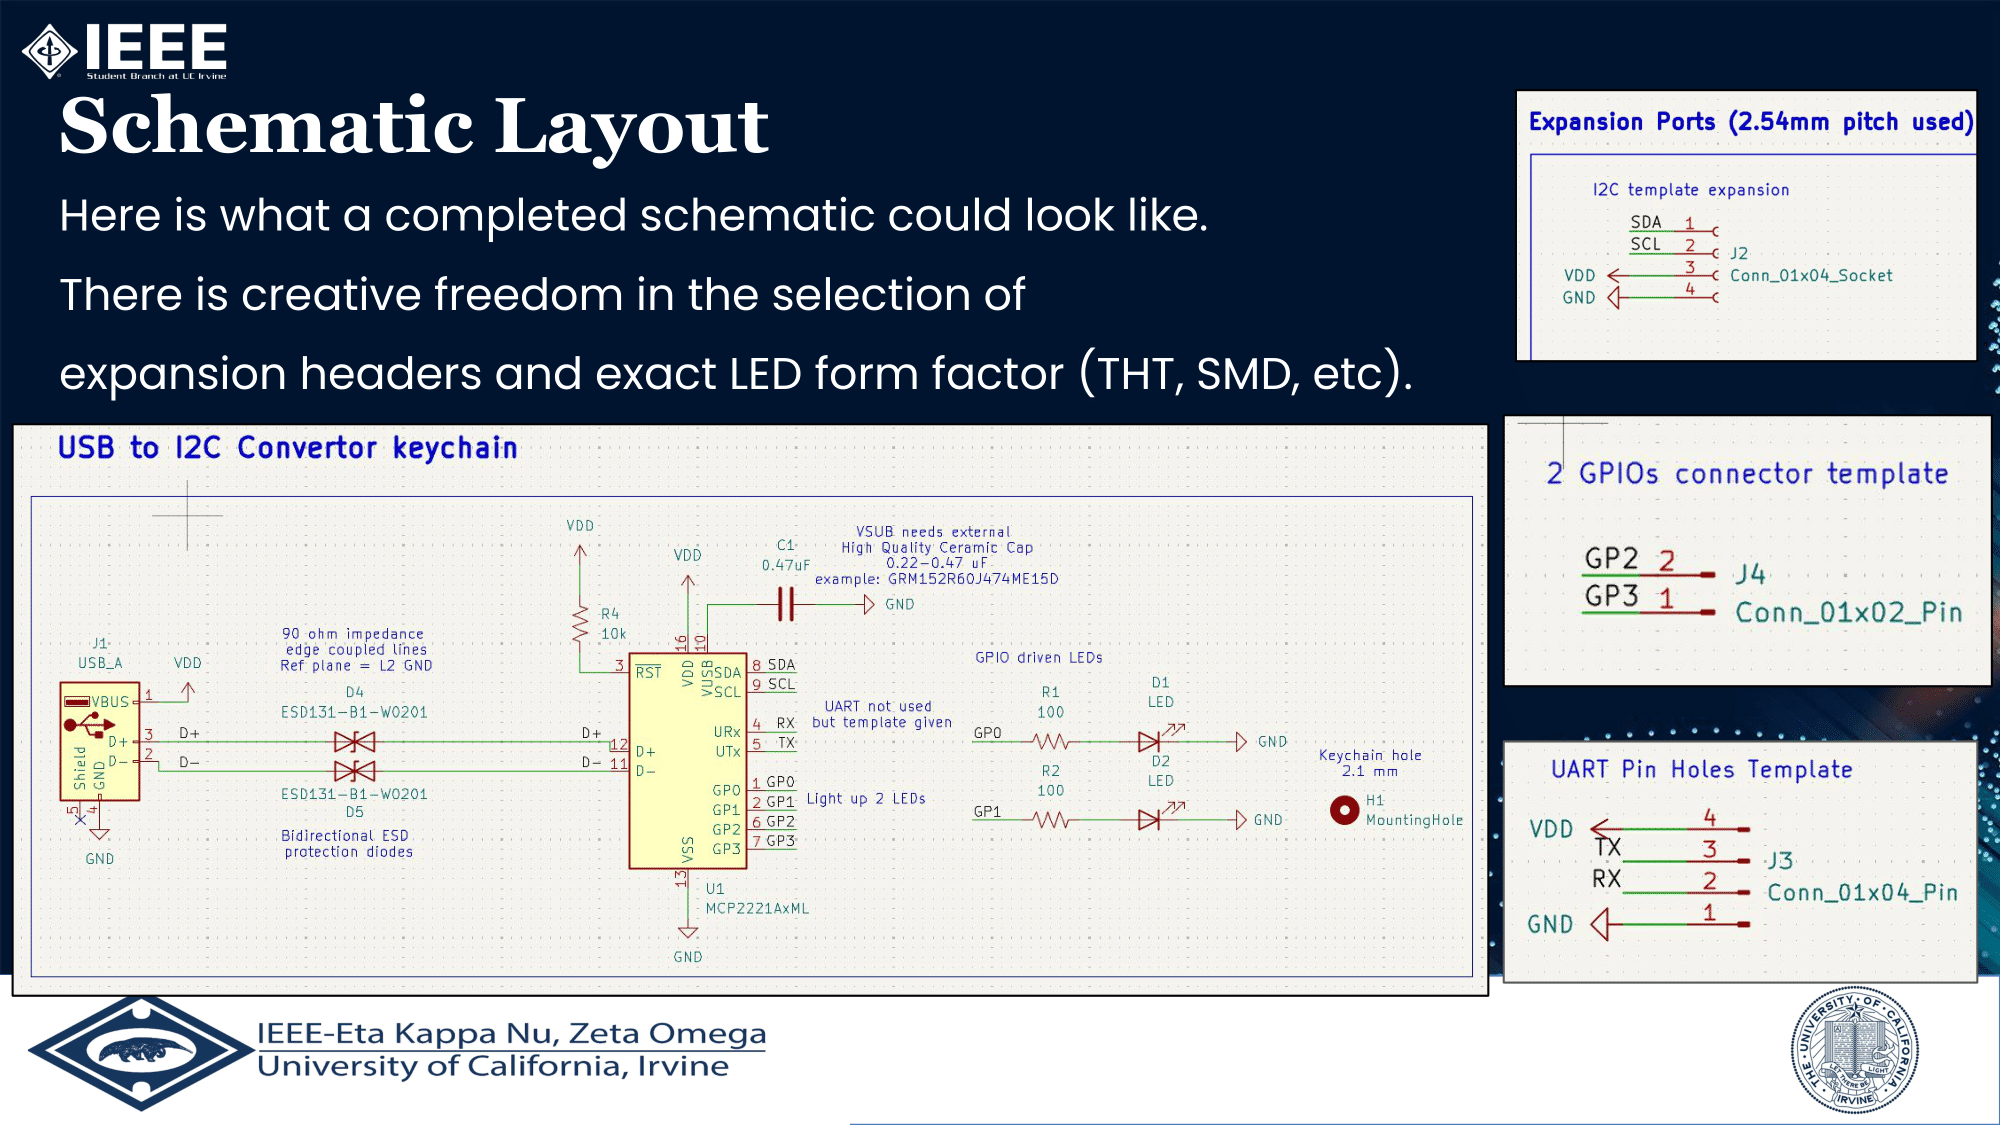 IEEE
Student Branch at UC Irvine
Schematic Layout
Here is what a completed schematic could look like.
There is creative freedom in the selection of
expansion headers and exact LED form factor (THT, SMD, etc).
Expansion Ports (2.54mm pitch used)
I2C template expansion
SDA 1
SCL 2
J2
VDD 3
Conn_01x04_Socket
GND 4
2 GPIOs connector template
GP2 2
J4
GP3 1
Conn_01x02_Pin
UART Pin Holes Template
VDD 4
TX 3
J3
RX 2
Conn_01x04_Pin
GND 1
USB to I2C Convertor keychain
J1
USB_A
VDD
VBUS 1
D+ 3
D- 2
Shield
GND
5
4
GND
D+
D-
90 ohm impedance
edge coupled lines
Ref plane = L2 GND
D4
ESD131-B1-W0201
ESD131-B1-W0201
D5
Bidirectional ESD
protection diodes
VDD
R4
10k
VDD
C1
0.47uF
GND
VSUB needs external
High Quality Ceramic Cap
0.22-0.47 uF
example: GRM152R60J474ME15D
16
10
3 RST
VDD
VUSB
SDA 8 SDA
SCL 9 SCL
URx 4 RX
UTx 5 TX
D+ 12 D+
D- 11 D-
GP0 1 GP0
GP1 2 GP1
GP2 6 GP2
GP3 7 GP3
VSS
13
U1
MCP2221AxML
GND
UART not used
but template given
Light up 2 LEDs
GPIO driven LEDs
R1
100
D1
LED
GP0
GND
R2
100
D2
LED
GP1
GND
Keychain hole
2.1 mm
H1
MountingHole
IEEE-Eta Kappa Nu, Zeta Omega
University of California, Irvine
THE UNIVERSITY OF CALIFORNIA
LET THERE BE LIGHT
IRVINE